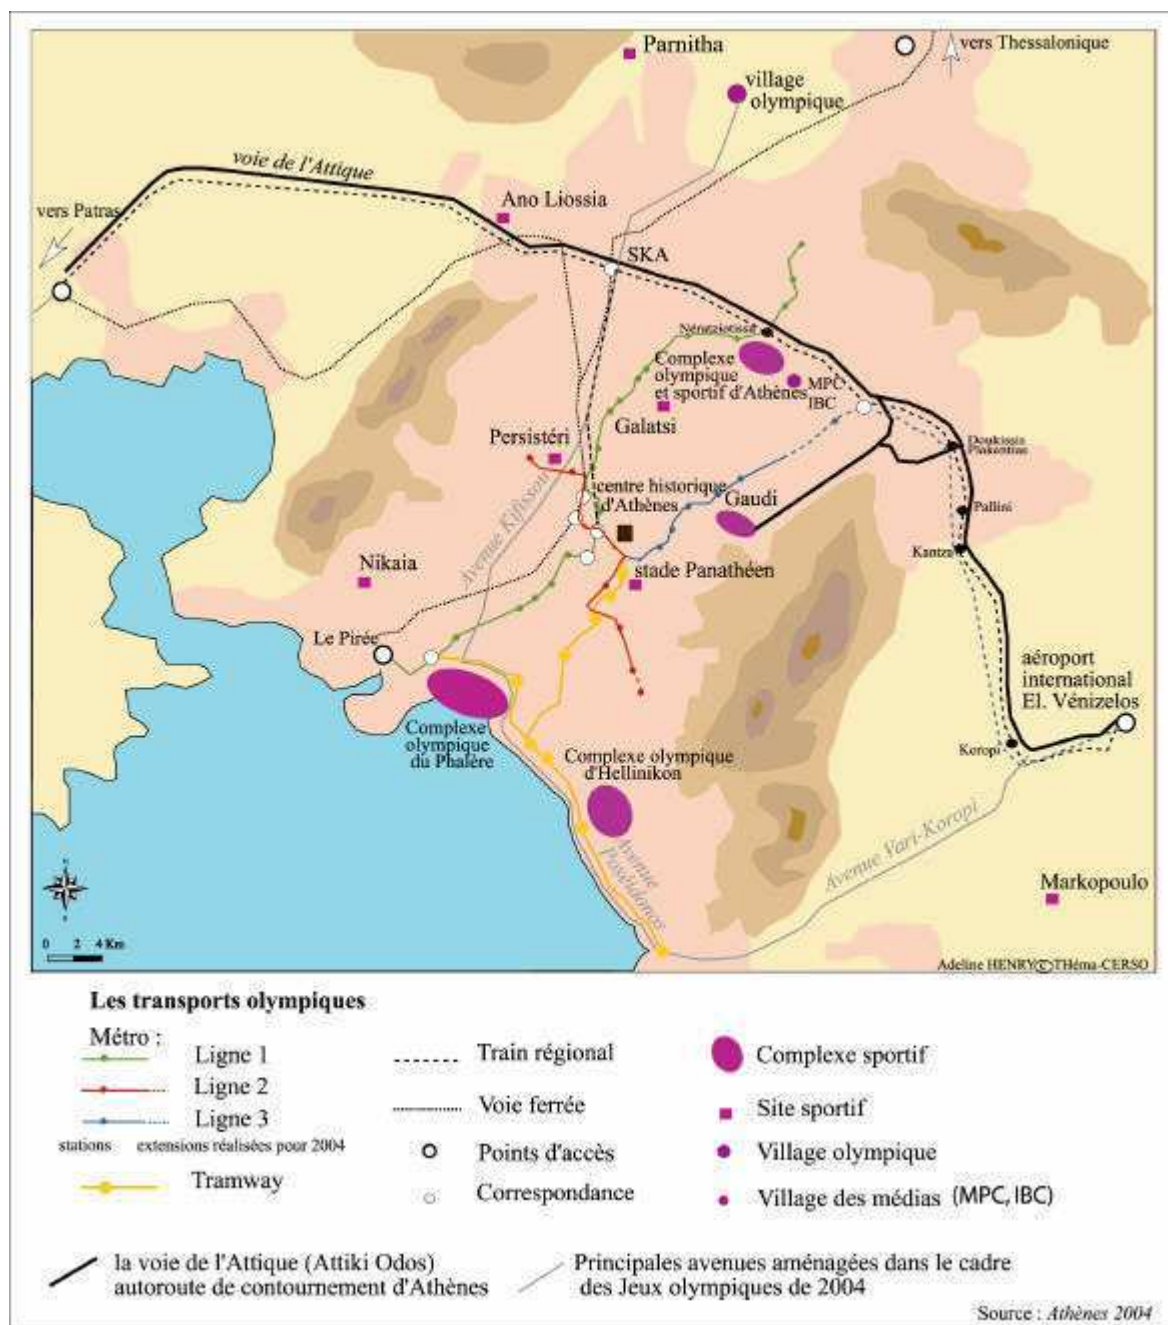 Parnitha
vers Thessalonique
village
olympique
voie de l'Attique
Ano Liossia
vers Patras
SKA
Nératziotissa
Complexe
olympique
et sportif d'Athènes
MPC
IBC
Galatsi
Persistéri
Doukissis
Plakentias
centre historique
d'Athènes
Gaudi
Pallini
Avenue Kifisson
Kantza
Nikaia
stade Panathéen
Le Pirée
aéroport
international
El. Vénizelos
Complexe
olympique
du Phalère
Koropi
Complexe olympique
d'Hellinikon
Avenue
Poséidonos
Avenue Vari-Koropi
Markopoulo
N
0 2 4 Km
Adeline HENRY©THéma-CERSO
Les transports olympiques
Métro :
Ligne 1
Ligne 2
Ligne 3
stations extensions réalisées pour 2004
Tramway
Train régional
Voie ferrée
Points d'accès
Correspondance
Complexe sportif
Site sportif
Village olympique
Village des médias (MPC, IBC)
la voie de l'Attique (Attiki Odos)
autoroute de contournement d'Athènes
Principales avenues aménagées dans le cadre
des Jeux olympiques de 2004
Source : Athènes 2004